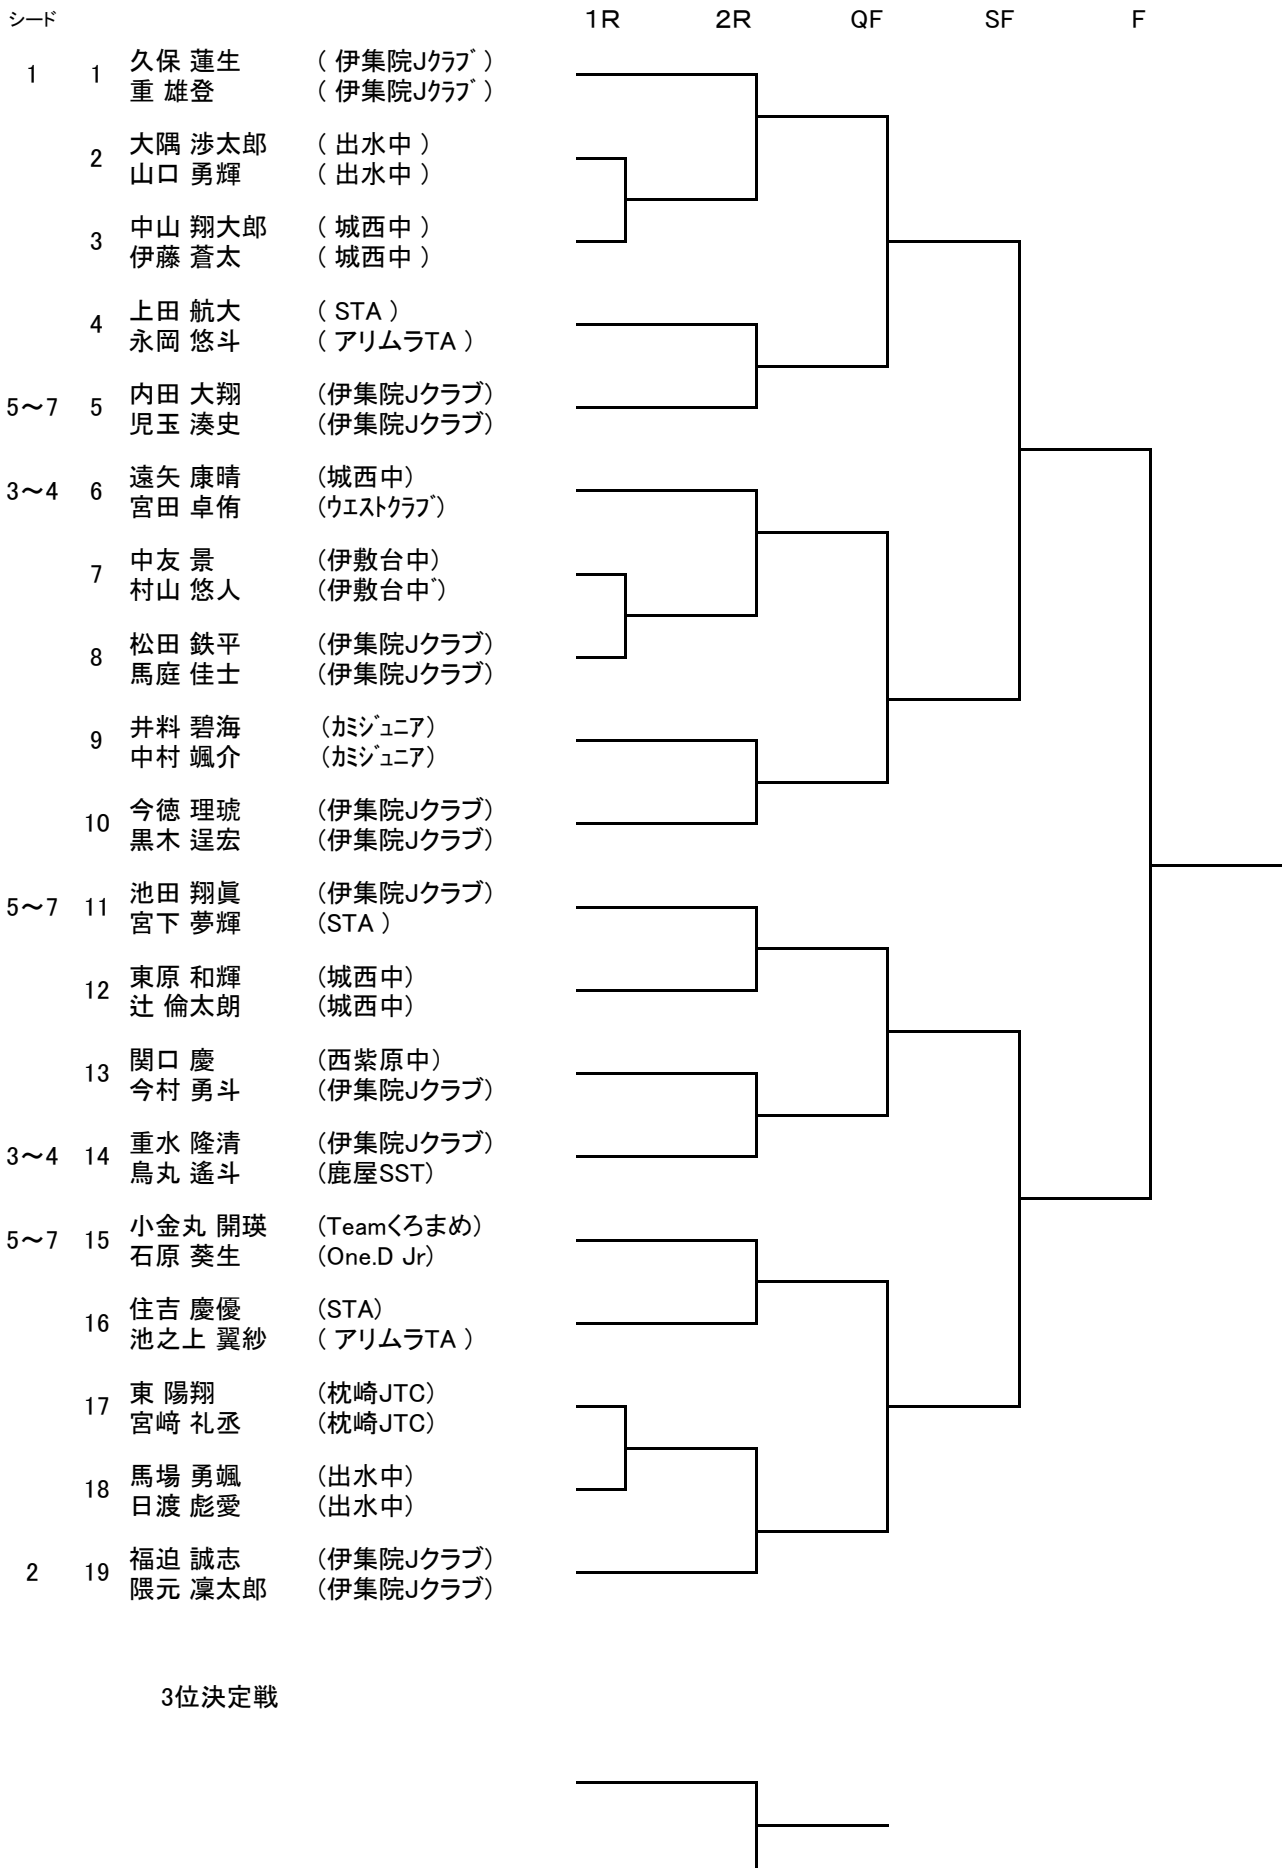 シード 1R 2R QF SF F
1 1 久保 蓮生 ( 伊集院Jｸﾗﾌﾞ )
重 雄登 ( 伊集院Jｸﾗﾌﾞ )
2 大隅 渉太郎 ( 出水中 )
山口 勇輝 ( 出水中 )
3 中山 翔大郎 ( 城西中 )
伊藤 蒼太 ( 城西中 )
4 上田 航大 ( STA )
永岡 悠斗 ( アリムラTA )
5～7 5 内田 大翔 (伊集院Jクラブ)
児玉 湊史 (伊集院Jクラブ)
3～4 6 遠矢 康晴 (城西中)
宮田 卓侑 (ｳｴｽﾄｸﾗﾌﾞ)
7 中友 景 (伊敷台中)
村山 悠人 (伊敷台中ﾞ)
8 松田 鉄平 (伊集院Jクラブ)
馬庭 佳士 (伊集院Jクラブ)
9 井料 碧海 (ｶﾐｼﾞｭﾆｱ)
中村 颯介 (ｶﾐｼﾞｭﾆｱ)
10 今徳 理琥 (伊集院Jクラブ)
黒木 逞宏 (伊集院Jクラブ)
5～7 11 池田 翔眞 (伊集院Jクラブ)
宮下 夢輝 (STA )
12 東原 和輝 (城西中)
辻 倫太朗 (城西中)
13 関口 慶 (西紫原中)
今村 勇斗 (伊集院Jクラブ)
3～4 14 重水 隆清 (伊集院Jクラブ)
鳥丸 遙斗 (鹿屋SST)
5～7 15 小金丸 開瑛 (Teamくろまめ)
石原 葵生 (One.D Jr)
16 住吉 慶優 (STA)
池之上 翼紗 ( アリムラTA )
17 東 陽翔 (枕崎JTC)
宮﨑 礼丞 (枕崎JTC)
18 馬場 勇颯 (出水中)
日渡 彪愛 (出水中)
2 19 福迫 誠志 (伊集院Jクラブ)
隈元 凜太郎 (伊集院Jクラブ)
3位決定戦